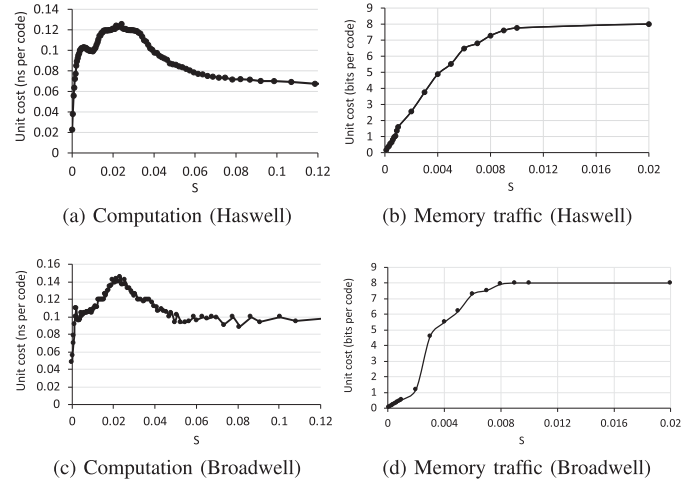 0.14
0.12
0.1
0.08
0.06
0.04
0.02
0
Unit cost (ns per code)
0 0.02 0.04 0.06 0.08 0.1 0.12
S
(a) Computation (Haswell)
9
8
7
6
5
4
3
2
1
0
Unit cost (bits per code)
0 0.004 0.008 0.012 0.016 0.02
S
(b) Memory traffic (Haswell)
0.16
0.14
0.12
0.1
0.08
0.06
0.04
0.02
0
Unit cost (ns per code)
0 0.02 0.04 0.06 0.08 0.1 0.12
S
(c) Computation (Broadwell)
9
8
7
6
5
4
3
2
1
0
Unit cost (bits per code)
0 0.004 0.008 0.012 0.016 0.02
S
(d) Memory traffic (Broadwell)